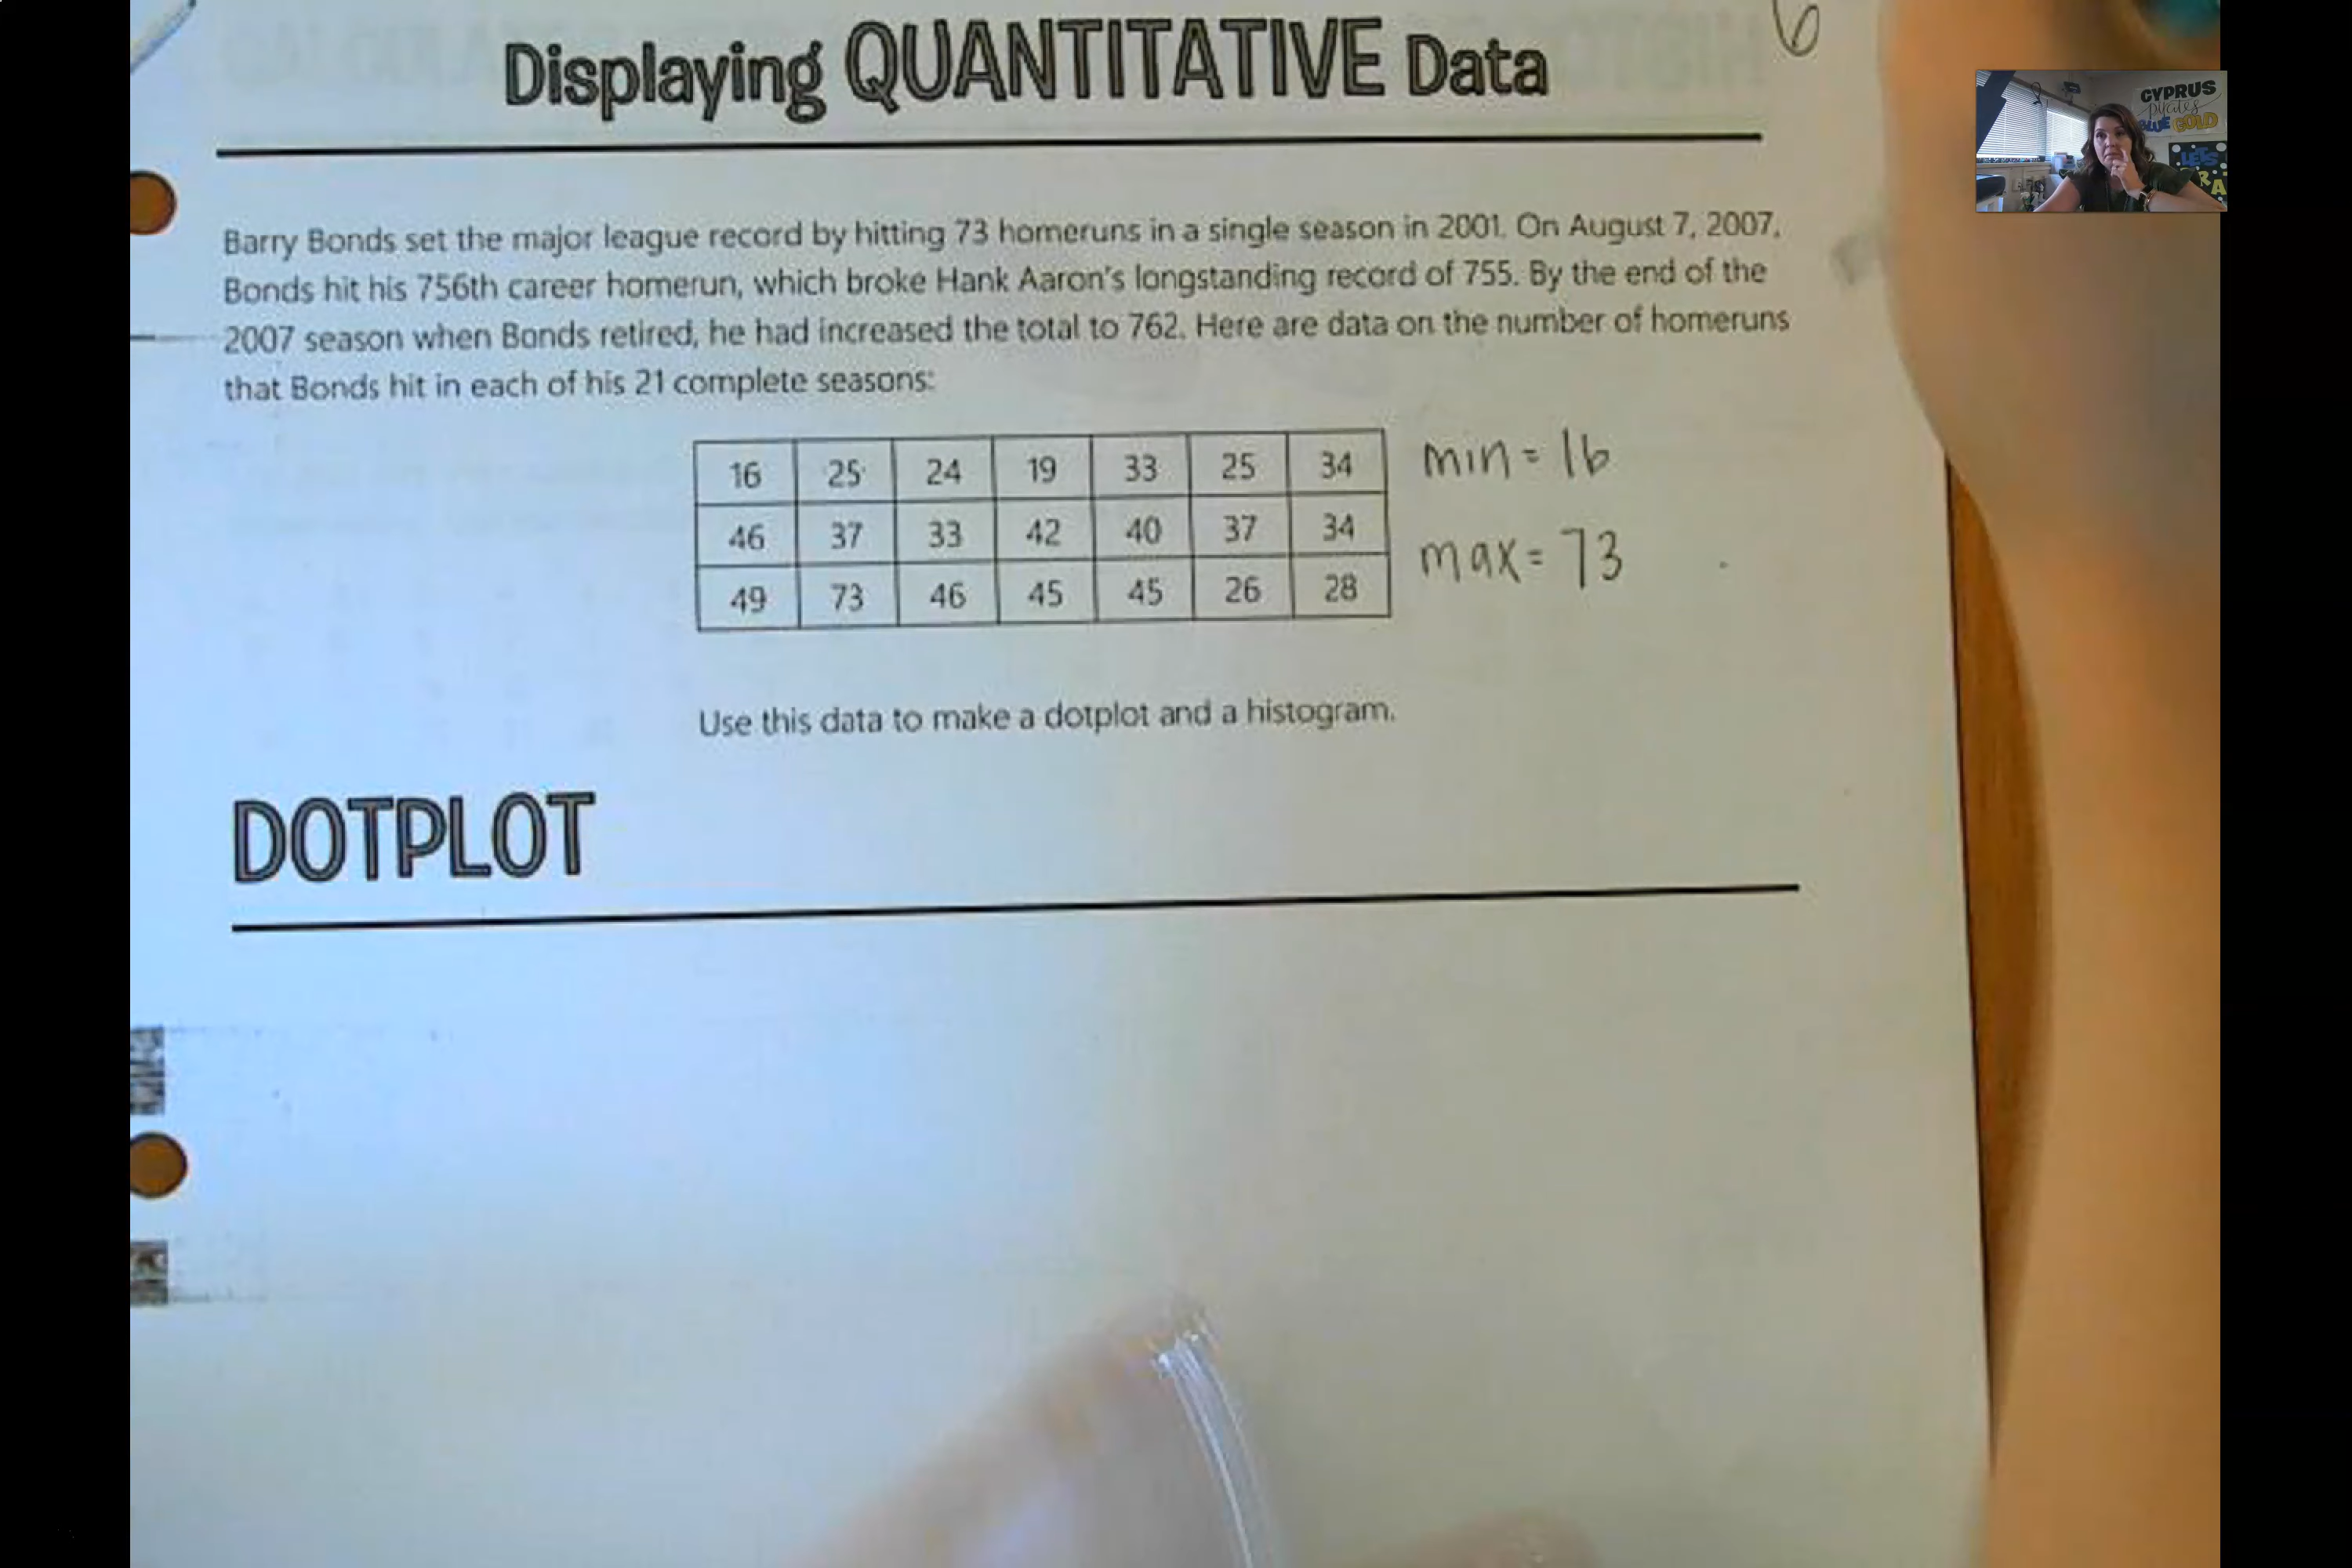 Displaying QUANTITATIVE Data
6
CYPRUS
pirates
BLUE GOLD
LET'S
Barry Bonds set the major league record by hitting 73 homeruns in a single season in 2001. On August 7, 2007,
Bonds hit his 756th career homerun, which broke Hank Aaron's longstanding record of 755. By the end of the
2007 season when Bonds retired, he had increased the total to 762. Here are data on the number of homeruns
that Bonds hit in each of his 21 complete seasons:
16 25 24 19 33 25 34
min = 16
46 37 33 42 40 37 34
max = 73
49 73 46 45 45 26 28
Use this data to make a dotplot and a histogram.
DOTPLOT